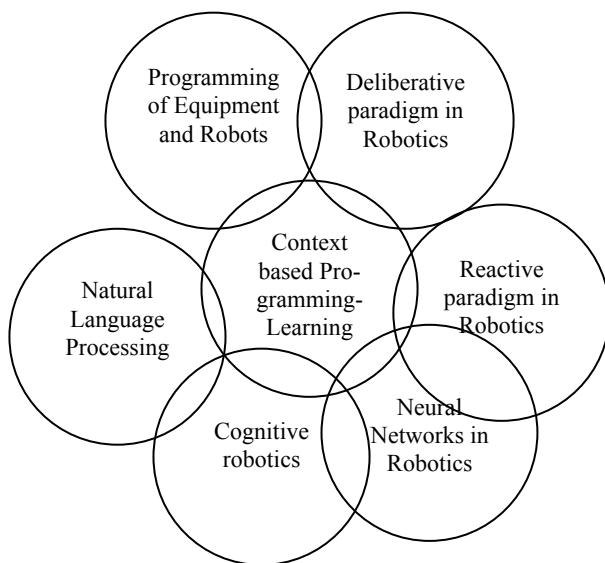 Programming
of Equipment
and Robots
Deliberative
paradigm in
Robotics
Context
based Pro-
gramming-
Learning
Reactive
paradigm in
Robotics
Natural
Language
Processing
Cognitive
robotics
Neural
Networks in
Robotics